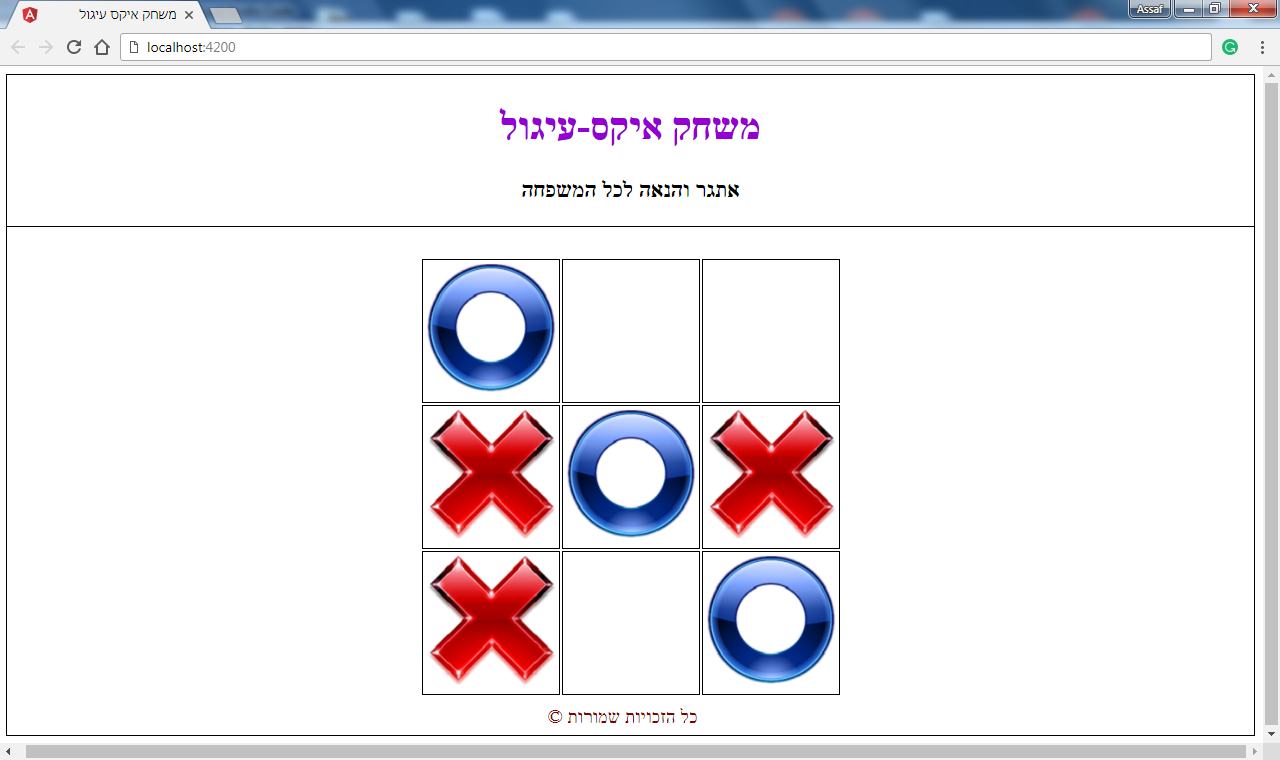 משחק איקס עיגול
Assaf
localhost:4200
משחק איקס-עיגול
אתגר והנאה לכל המשפחה
כל הזכויות שמורות ©